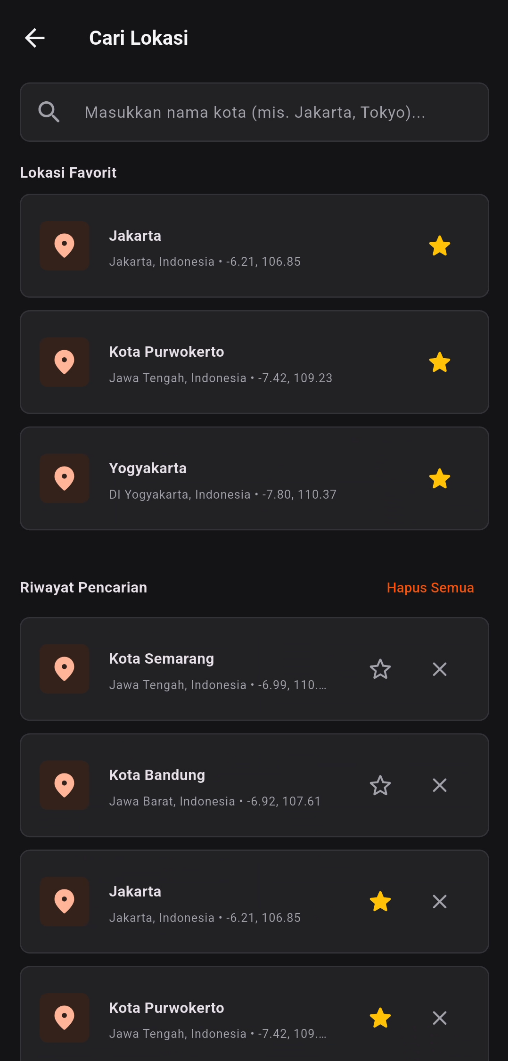 Cari Lokasi
Masukkan nama kota (mis. Jakarta, Tokyo)...
Lokasi Favorit
Jakarta
Jakarta, Indonesia • -6.21, 106.85
Kota Purwokerto
Jawa Tengah, Indonesia • -7.42, 109.23
Yogyakarta
DI Yogyakarta, Indonesia • -7.80, 110.37
Riwayat Pencarian
Hapus Semua
Kota Semarang
Jawa Tengah, Indonesia • -6.99, 110....
Kota Bandung
Jawa Barat, Indonesia • -6.92, 107.61
Jakarta
Jakarta, Indonesia • -6.21, 106.85
Kota Purwokerto
Jawa Tengah, Indonesia • -7.42, 109....